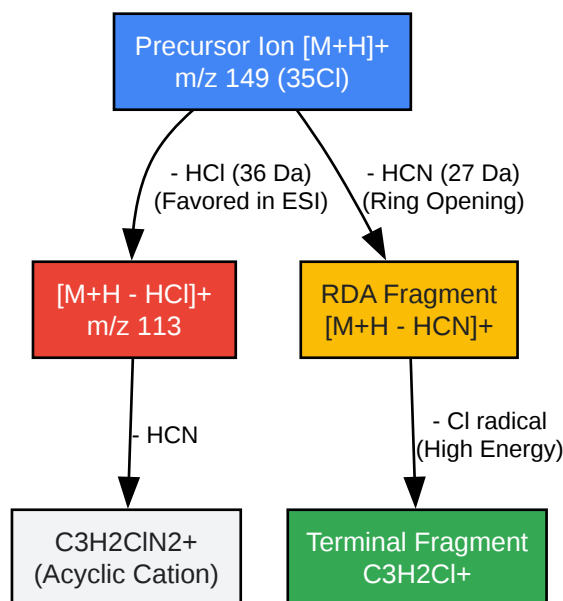 Precursor Ion [M+H]+
m/z 149 (35Cl)
- HCl (36 Da)
(Favored in ESI)
- HCN (27 Da)
(Ring Opening)
[M+H - HCl]+
m/z 113
RDA Fragment
[M+H - HCN]+
- HCN
- Cl radical
(High Energy)
C3H2ClN2+
(Acyclic Cation)
Terminal Fragment
C3H2Cl+